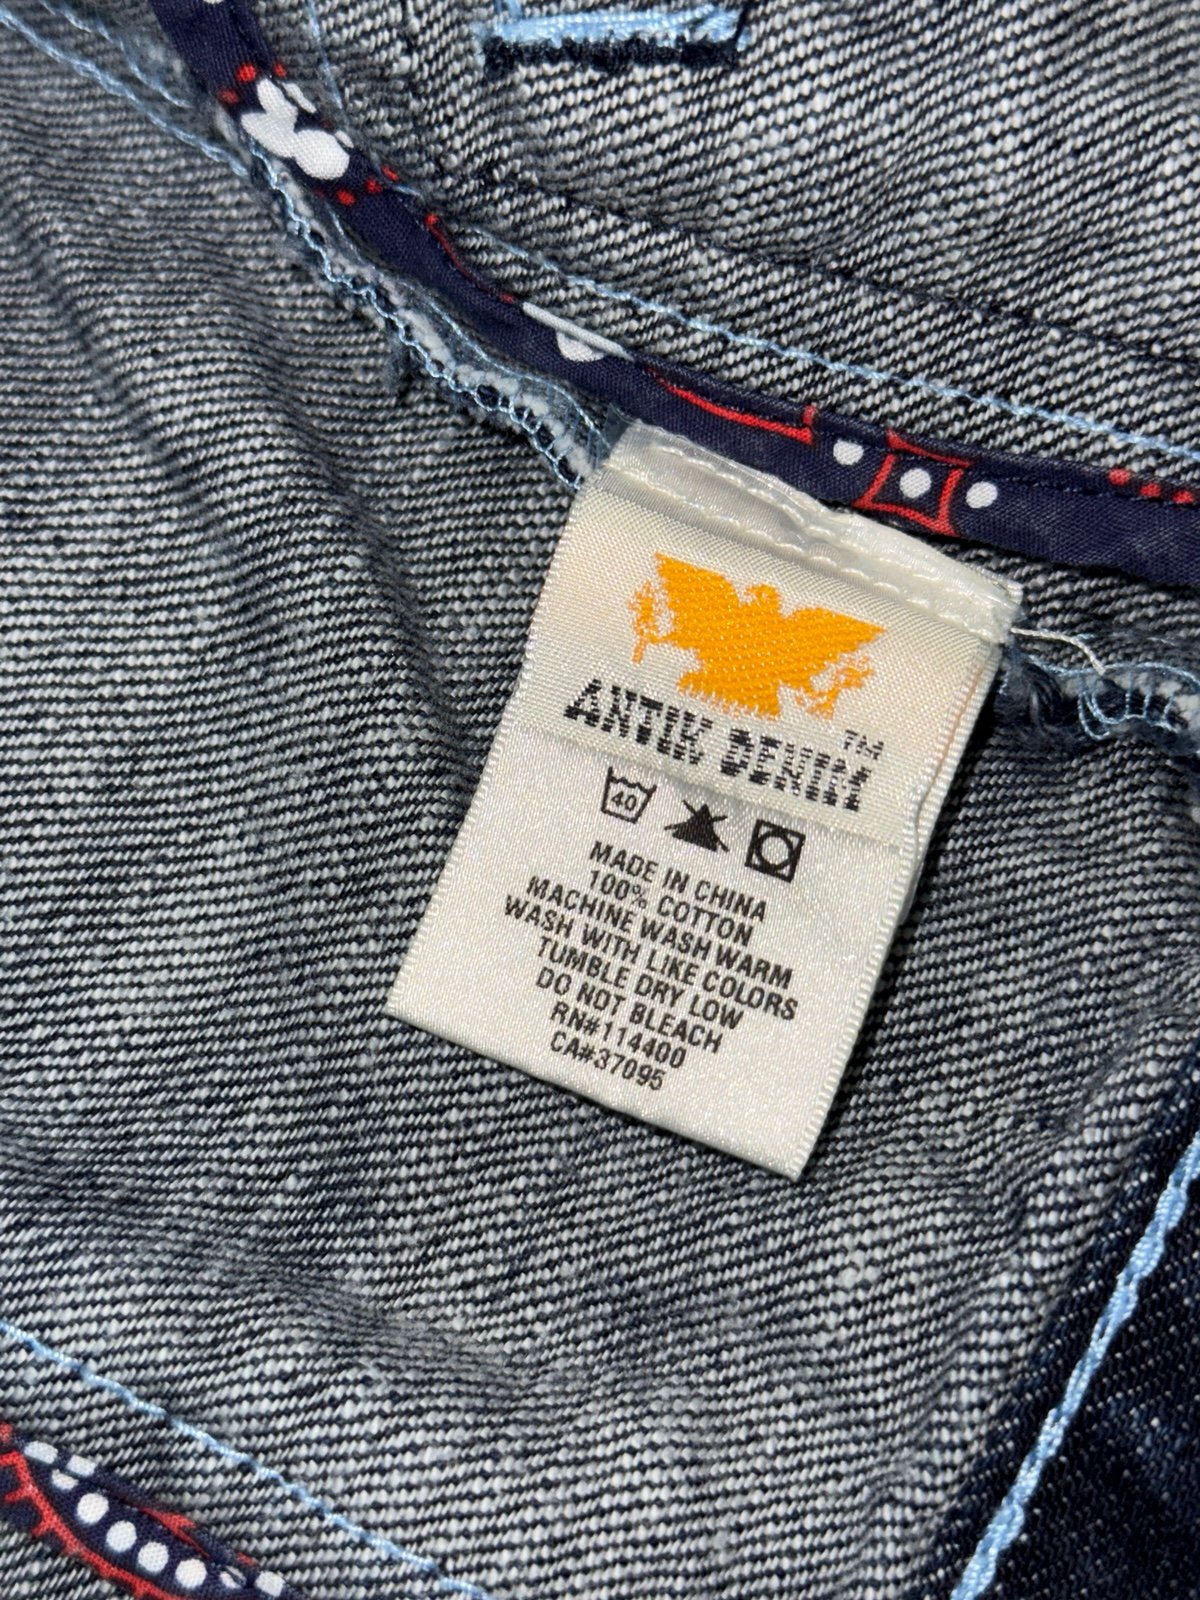 ANTIK DENIM™
40
MADE IN CHINA
100% COTTON
MACHINE WASH WARM
WASH WITH LIKE COLORS
TUMBLE DRY LOW
DO NOT BLEACH
RN#114400
CA#37095